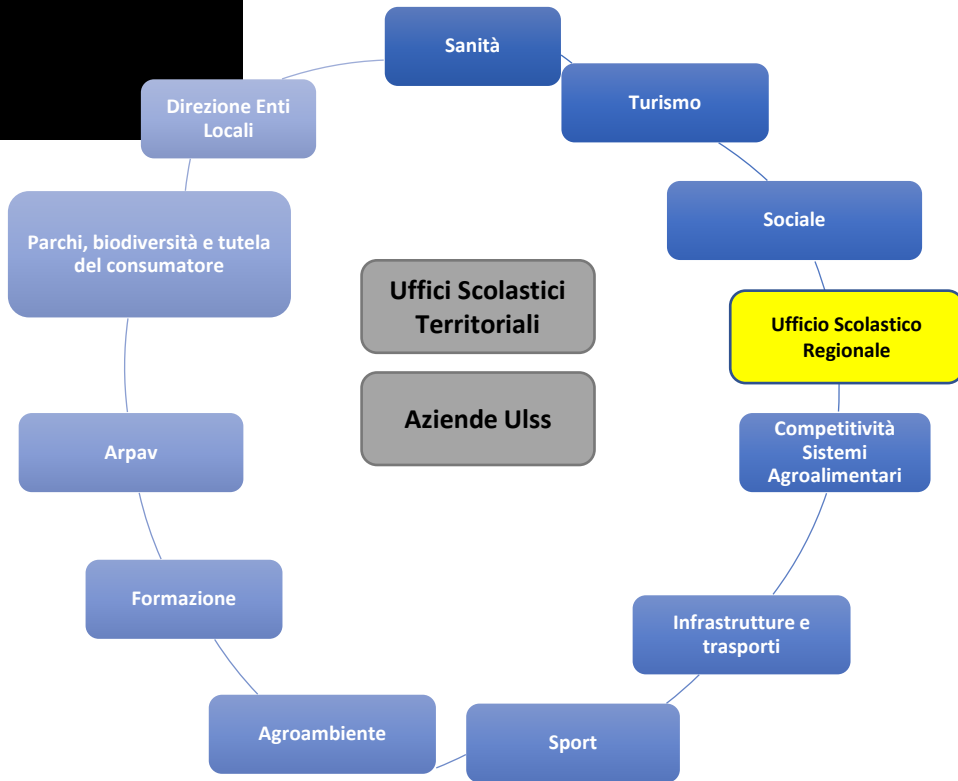 Sanità
Turismo
Sociale
Ufficio Scolastico
Regionale
Competitività
Sistemi
Agroalimentari
Infrastrutture e
trasporti
Sport
Agroambiente
Formazione
Arpav
Parchi, biodiversità e tutela
del consumatore
Direzione Enti
Locali
Uffici Scolastici
Territoriali
Aziende Ulss